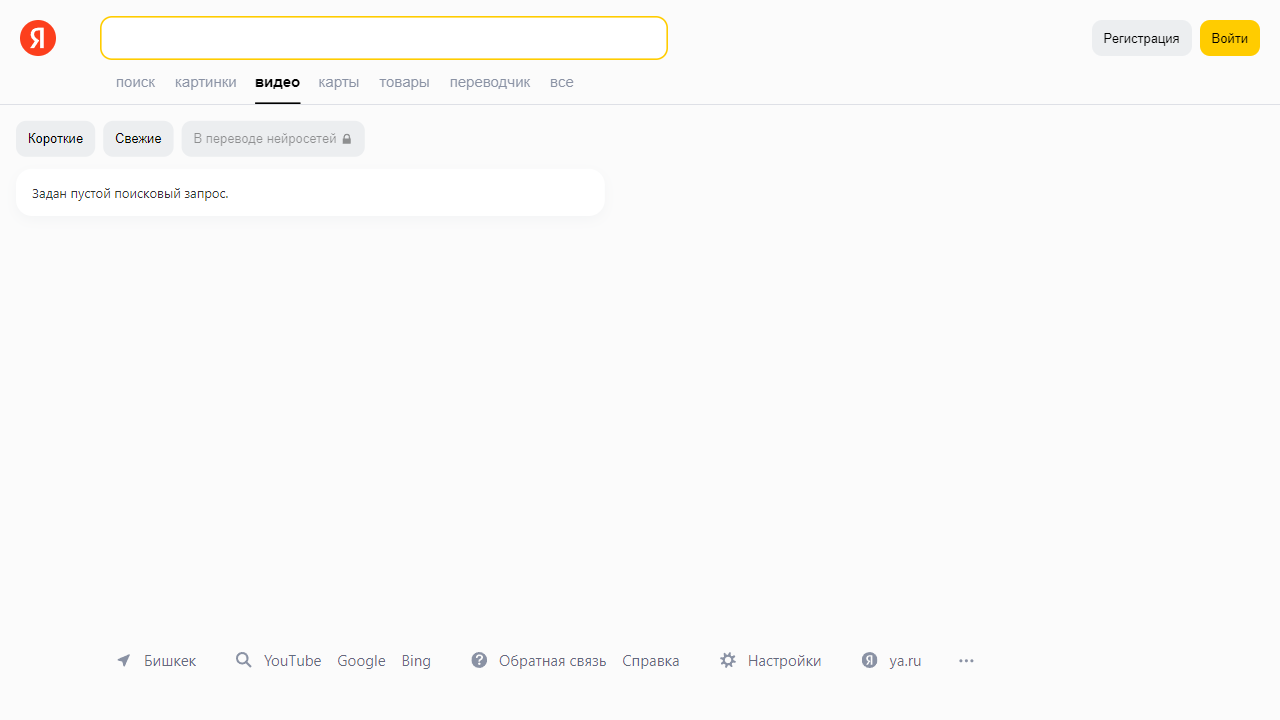 Я
Регистрация Войти
поиск картинки видео карты товары переводчик все
Короткие Свежие В переводе нейросетей
Задан пустой поисковый запрос.
Бишкек YouTube Google Bing Обратная связь Справка Настройки Я ya.ru